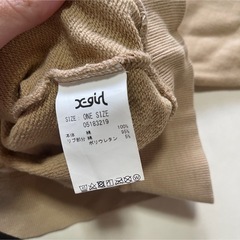 X-girl
SIZE : ONE SIZE
05183219
本体 綿 100%
リブ部分 綿 95%
ポリウレタン 5%